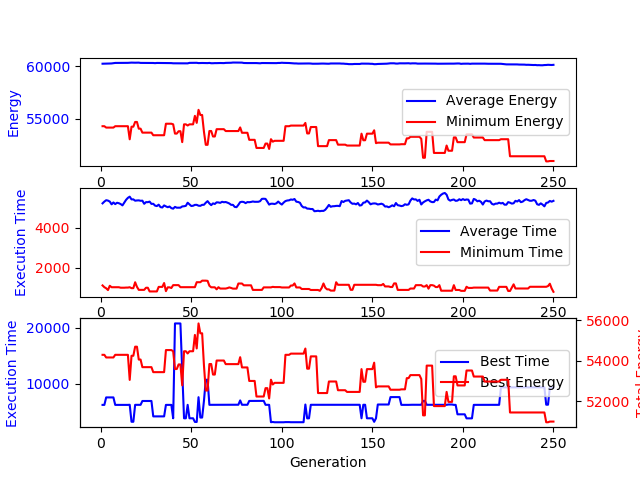 60000
55000
Energy
Average Energy
Minimum Energy
0 50 100 150 200 250
4000
2000
Execution Time
Average Time
Minimum Time
0 50 100 150 200 250
20000
10000
Execution Time
Best Time
Best Energy
56000
54000
52000
Total Energy
0 50 100 150 200 250
Generation